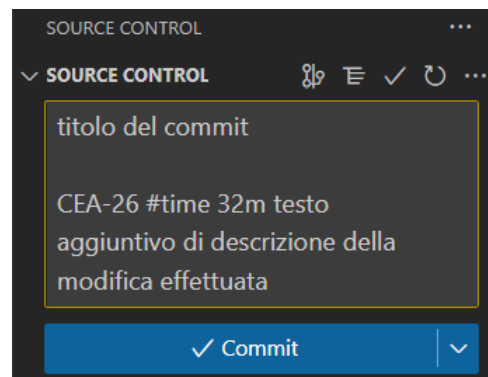 SOURCE CONTROL
SOURCE CONTROL
titolo del commit
CEA-26 #time 32m testo
aggiuntivo di descrizione della
modifica effettuata
Commit